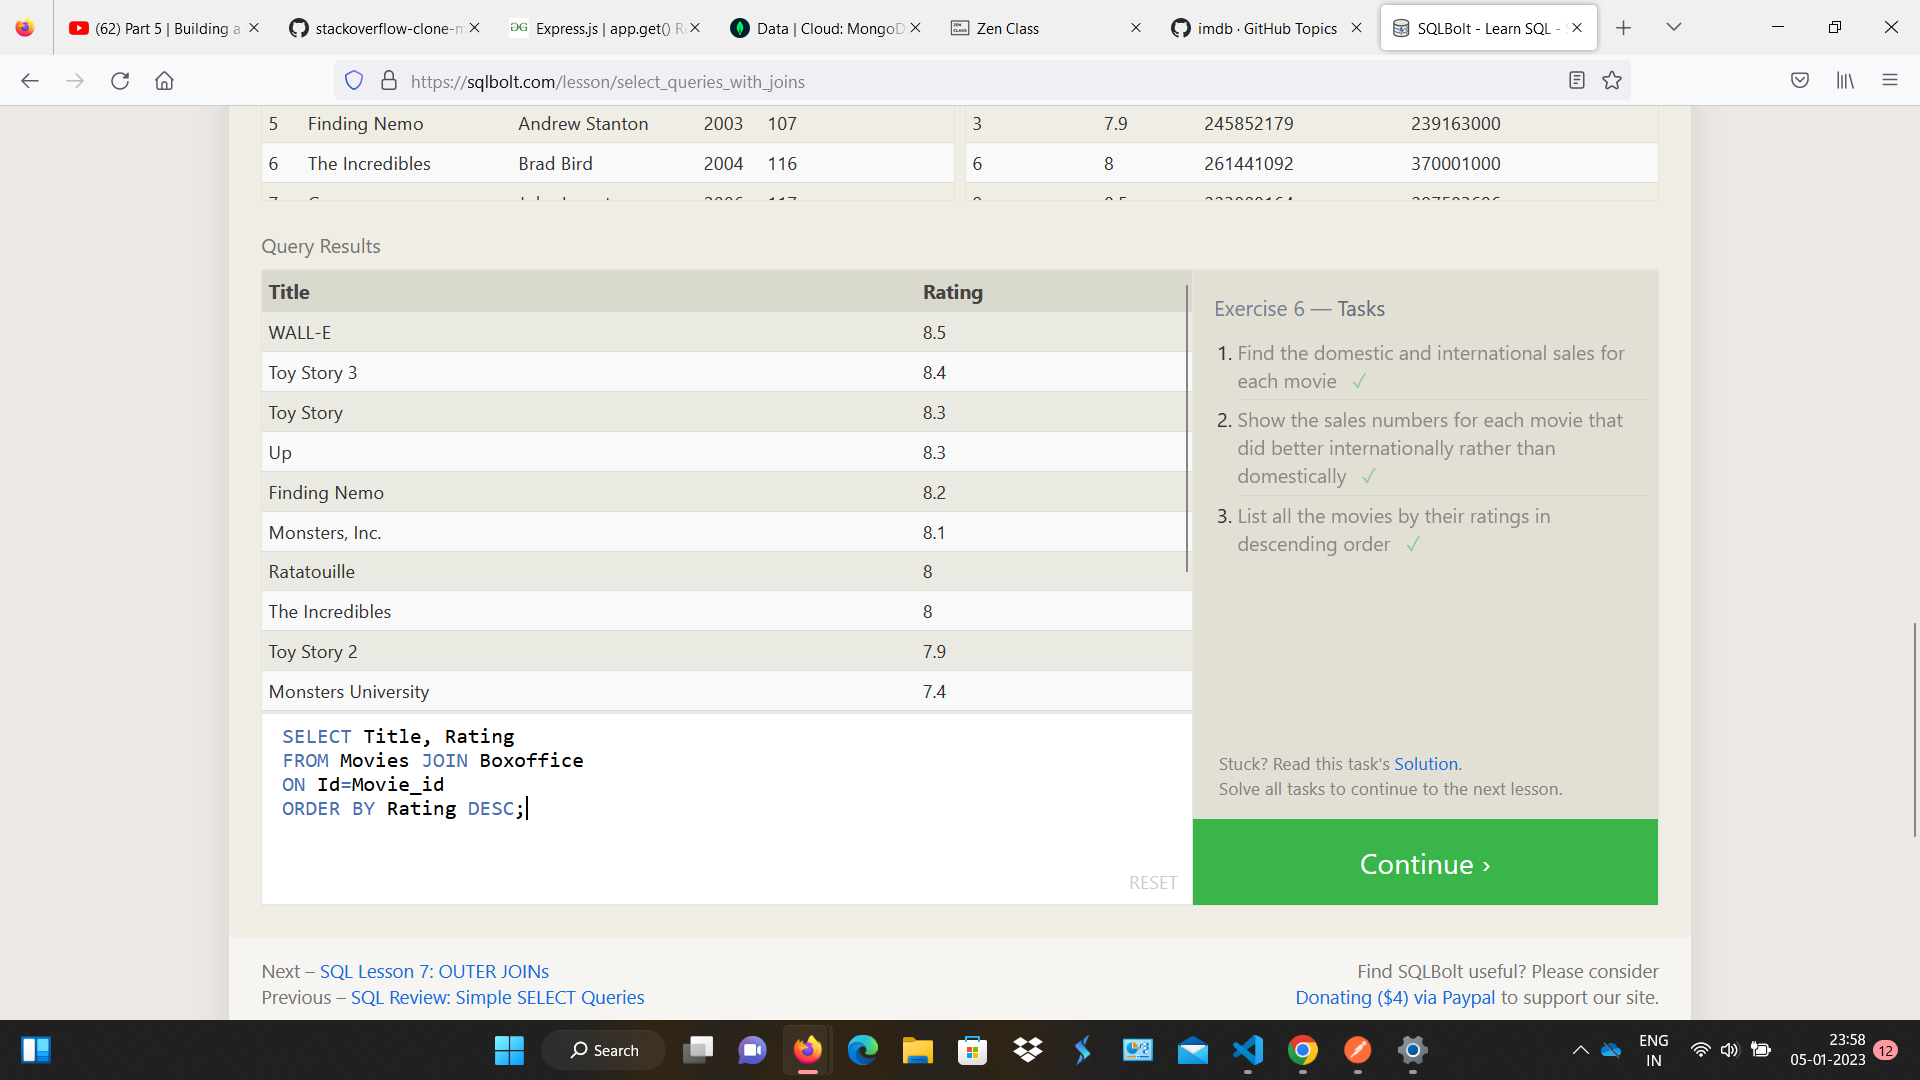 (62) Part 5 | Building a
stackoverflow-clone-m
Express.js | app.get() R
Data | Cloud: MongoD
Zen Class
imdb · GitHub Topics
SQLBolt - Learn SQL -
https://sqlbolt.com/lesson/select_queries_with_joins
5 Finding Nemo Andrew Stanton 2003 107
6 The Incredibles Brad Bird 2004 116
3 7.9 245852179 239163000
6 8 261441092 370001000
Query Results
Title Rating
WALL-E 8.5
Toy Story 3 8.4
Toy Story 8.3
Up 8.3
Finding Nemo 8.2
Monsters, Inc. 8.1
Ratatouille 8
The Incredibles 8
Toy Story 2 7.9
Monsters University 7.4
SELECT Title, Rating
FROM Movies JOIN Boxoffice
ON Id=Movie_id
ORDER BY Rating DESC;
RESET
Exercise 6 — Tasks
1. Find the domestic and international sales for
each movie ✓
2. Show the sales numbers for each movie that
did better internationally rather than
domestically ✓
3. List all the movies by their ratings in
descending order ✓
Stuck? Read this task's Solution.
Solve all tasks to continue to the next lesson.
Continue ›
Next – SQL Lesson 7: OUTER JOINs
Previous – SQL Review: Simple SELECT Queries
Find SQLBolt useful? Please consider
Donating ($4) via Paypal to support our site.
Search
ENG
IN
23:58
05-01-2023
12